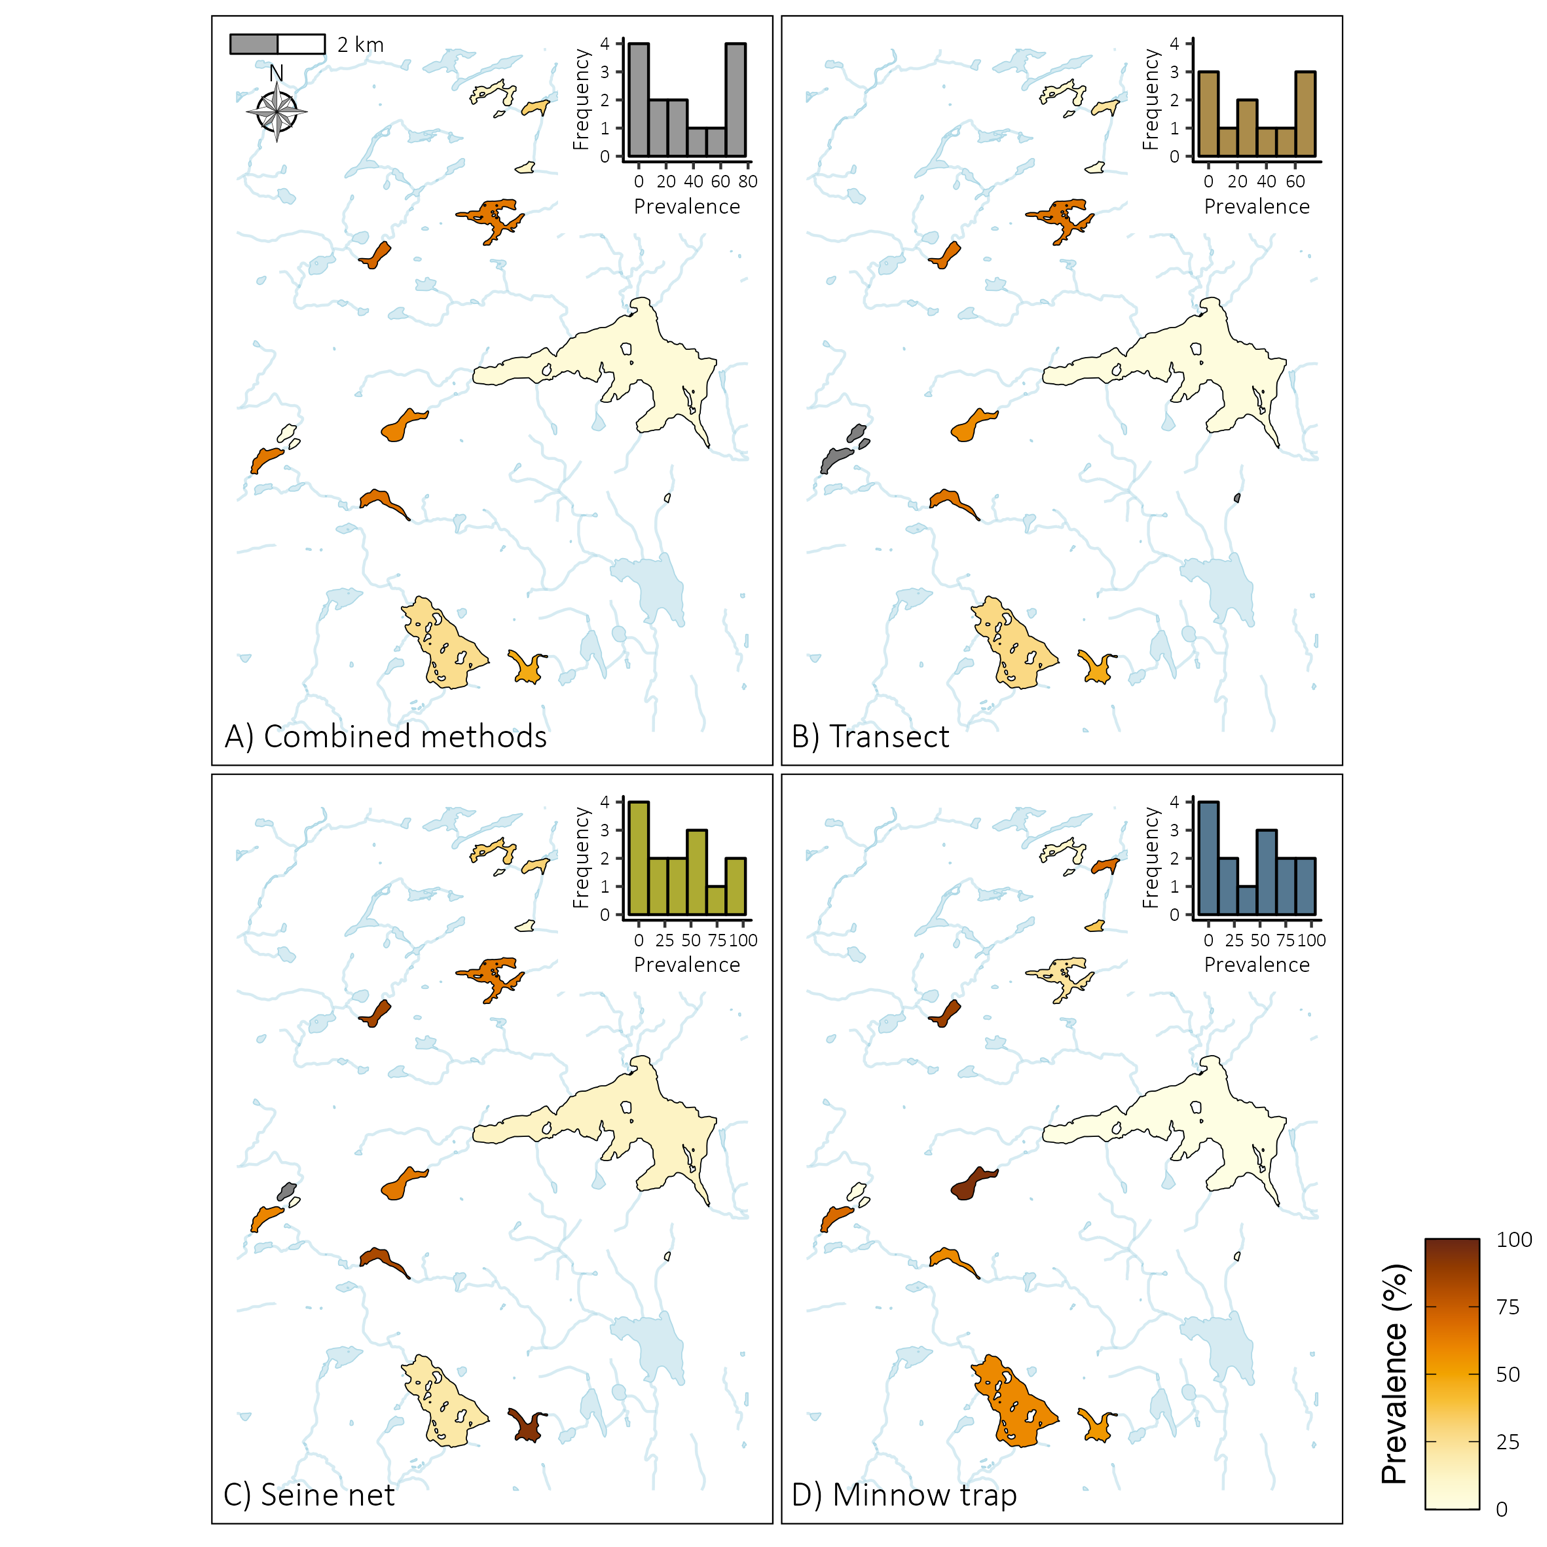 2 km
N
Frequency
4
3
2
1
0
0 20 40 60 80
Prevalence
A) Combined methods
Frequency
4
3
2
1
0
0 20 40 60
Prevalence
B) Transect
Frequency
4
3
2
1
0
0 25 50 75 100
Prevalence
C) Seine net
Frequency
4
3
2
1
0
0 25 50 75 100
Prevalence
D) Minnow trap
Prevalence (%)
100
75
50
25
0